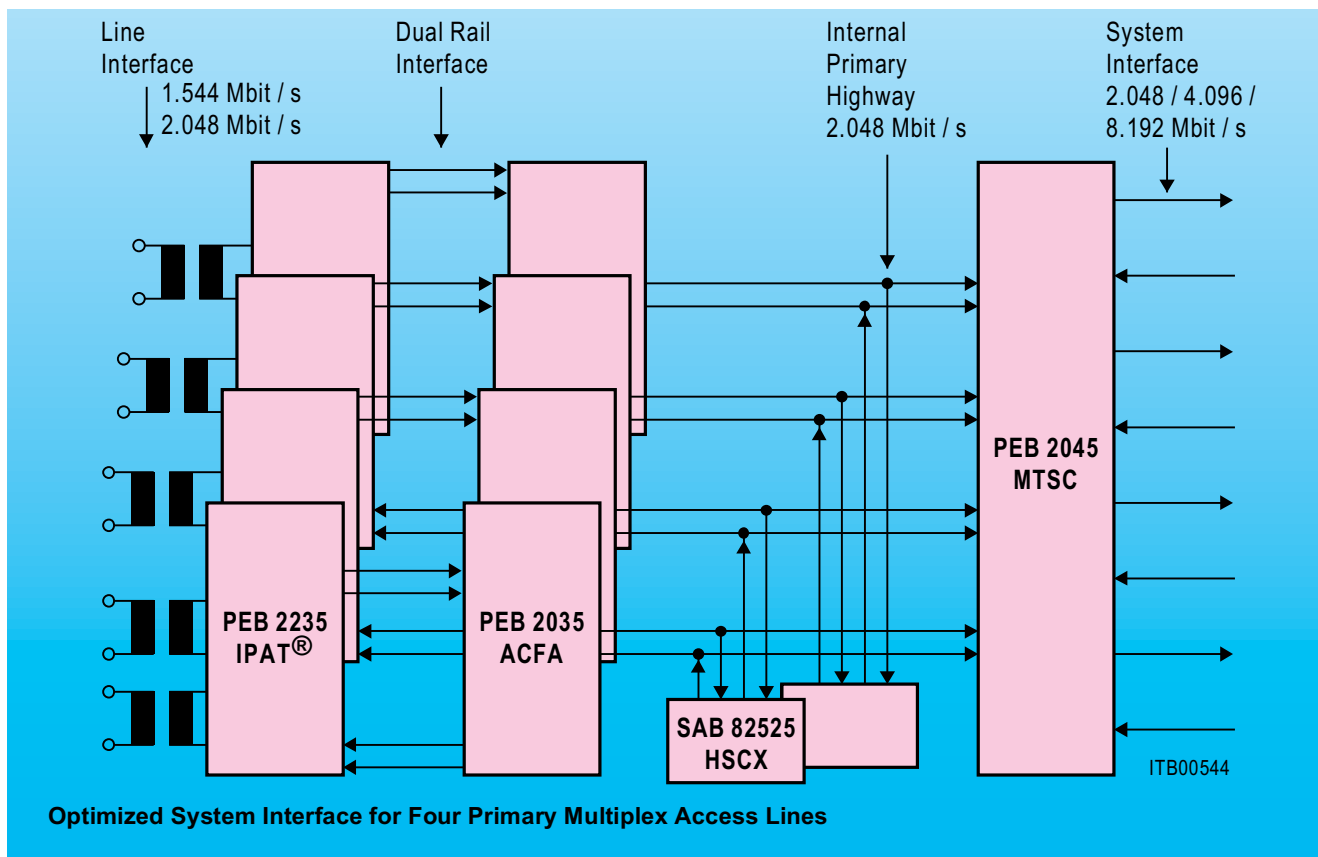 Line
Interface
1.544 Mbit / s
2.048 Mbit / s
Dual Rail
Interface
Internal
Primary
Highway
2.048 Mbit / s
System
Interface
2.048 / 4.096 /
8.192 Mbit / s
PEB 2235
IPAT®
PEB 2035
ACFA
SAB 82525
HSCX
PEB 2045
MTSC
ITB00544
Optimized System Interface for Four Primary Multiplex Access Lines